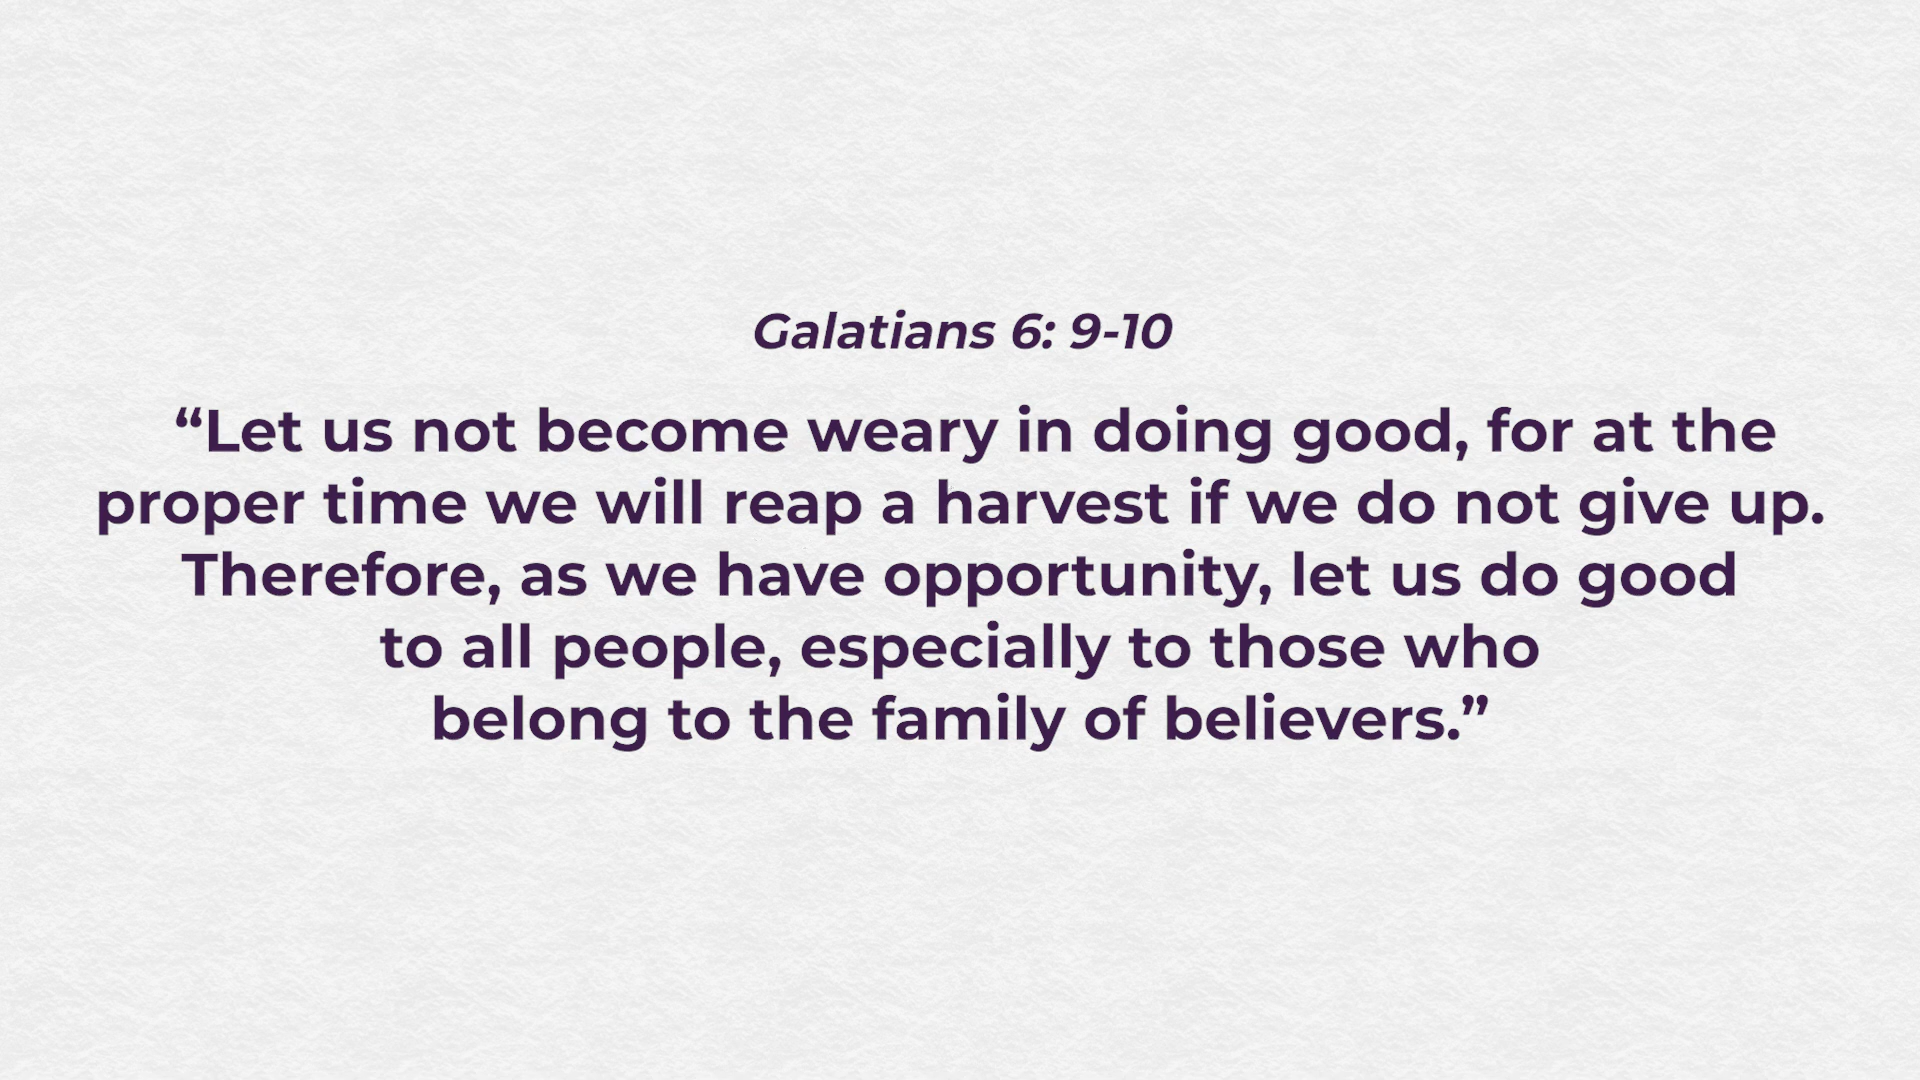 Galatians 6: 9-10
“Let us not become weary in doing good, for at the
proper time we will reap a harvest if we do not give up.
Therefore, as we have opportunity, let us do good
to all people, especially to those who
belong to the family of believers.”